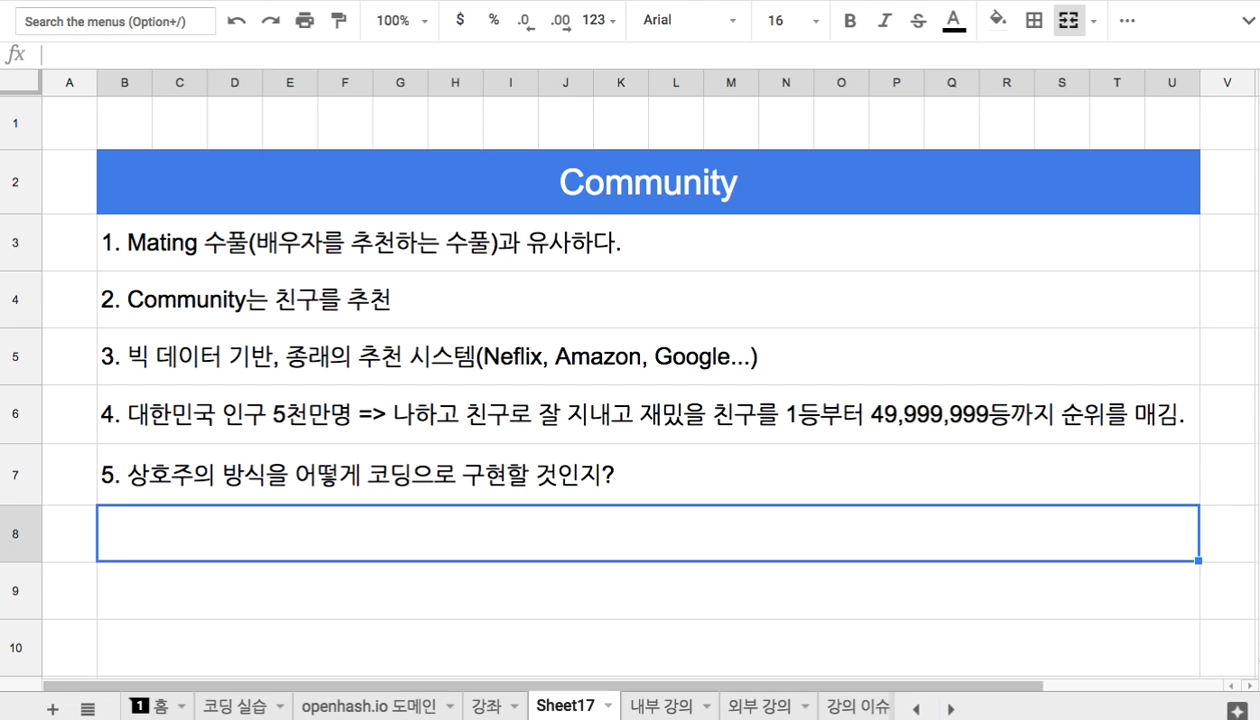 Search the menus (Option+/)
100%
$ % .0 .00 123
Arial
16
B I S A
fx
A B C D E F G H I J K L M N O P Q R S T U V
1
2 Community
3 1. Mating 수풀(배우자를 추천하는 수풀)과 유사하다.
4 2. Community는 친구를 추천
5 3. 빅 데이터 기반, 종래의 추천 시스템(Neflix, Amazon, Google...)
6 4. 대한민국 인구 5천만명 => 나하고 친구로 잘 지내고 재밌을 친구를 1등부터 49,999,999등까지 순위를 매김.
7 5. 상호주의 방식을 어떻게 코딩으로 구현할 것인지?
8
9
10
1 홈 코딩 실습 openhash.io 도메인 강좌 Sheet17 내부 강의 외부 강의 강의 이슈